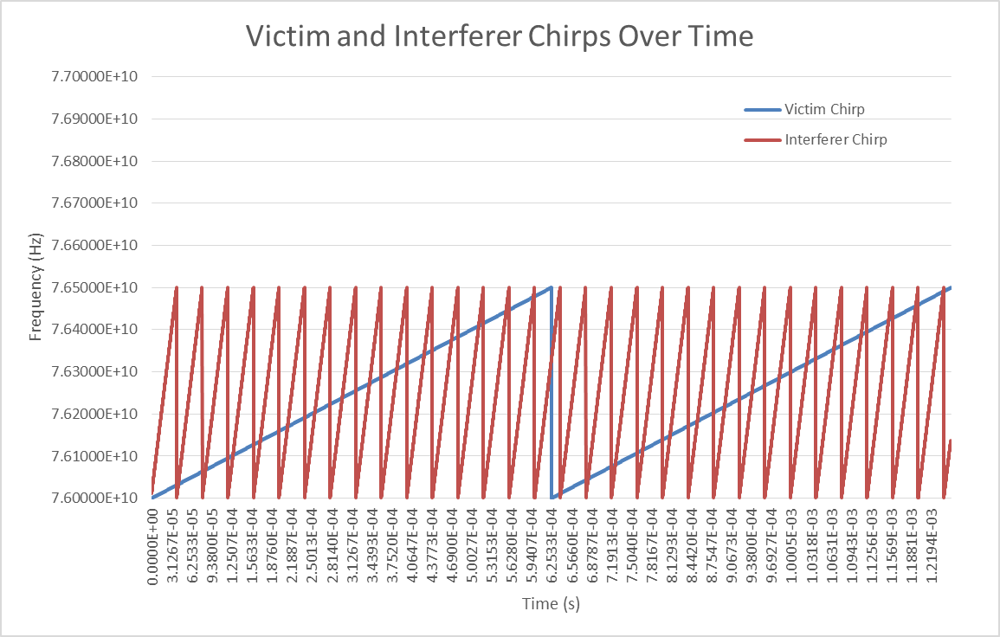 Victim and Interferer Chirps Over Time
7.70000E+10
7.69000E+10
7.68000E+10
7.67000E+10
7.66000E+10
7.65000E+10
7.64000E+10
7.63000E+10
7.62000E+10
7.61000E+10
7.60000E+10
Frequency (Hz)
Victim Chirp
Interferer Chirp
0.0000E+00
3.1267E-05
6.2533E-05
9.3800E-05
1.2507E-04
1.5633E-04
1.8760E-04
2.1887E-04
2.5013E-04
2.8140E-04
3.1267E-04
3.4393E-04
3.7520E-04
4.0647E-04
4.3773E-04
4.6900E-04
5.0027E-04
5.3153E-04
5.6280E-04
5.9407E-04
6.2533E-04
6.5660E-04
6.8787E-04
7.1913E-04
7.5040E-04
7.8167E-04
8.1293E-04
8.4420E-04
8.7547E-04
9.0673E-04
9.3800E-04
9.6927E-04
1.0005E-03
1.0318E-03
1.0631E-03
1.0943E-03
1.1256E-03
1.1569E-03
1.1881E-03
1.2194E-03
Time (s)